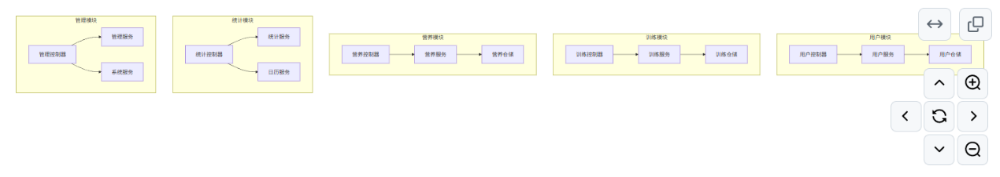 管理模块
管理控制器
管理服务
系统服务
统计模块
统计控制器
统计服务
日历服务
营养模块
营养控制器
营养服务
营养仓储
训练模块
训练控制器
训练服务
训练仓储
用户模块
用户控制器
用户服务
用户仓储